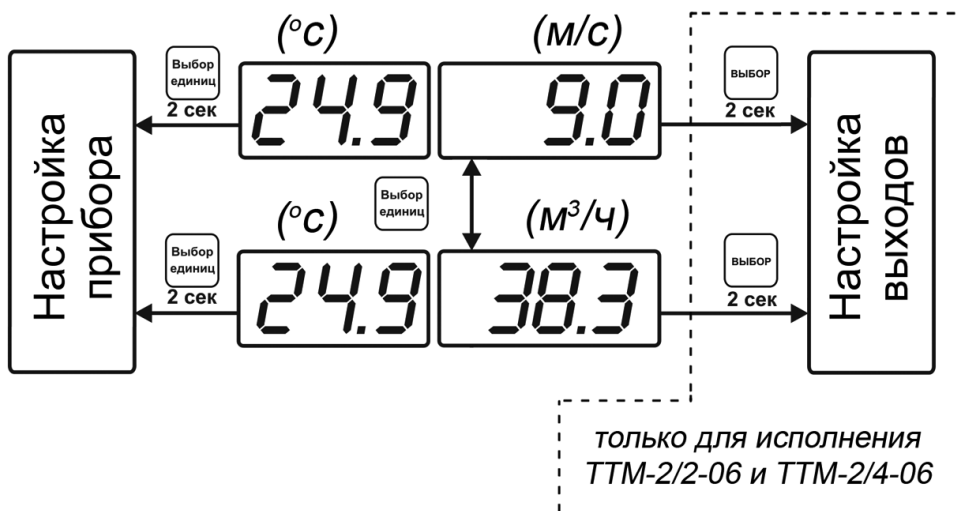 (°с)
(м/с)
Выбор
единиц
2 сек
24.9
9.0
ВЫБОР
2 сек
Настройка
прибора
Выбор
единиц
Настройка
выходов
(°с)
(м³/ч)
Выбор
единиц
2 сек
24.9
38.3
ВЫБОР
2 сек
только для исполнения
ТТМ-2/2-06 и ТТМ-2/4-06